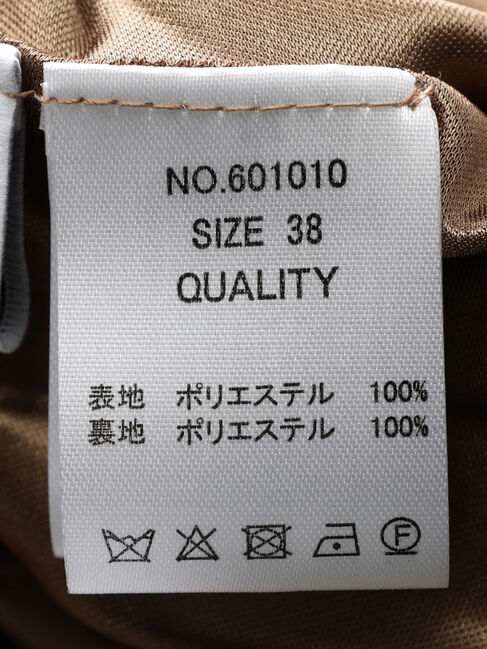 NO.601010
SIZE 38
QUALITY
表地 ポリエステル 100%
裏地 ポリエステル 100%
F